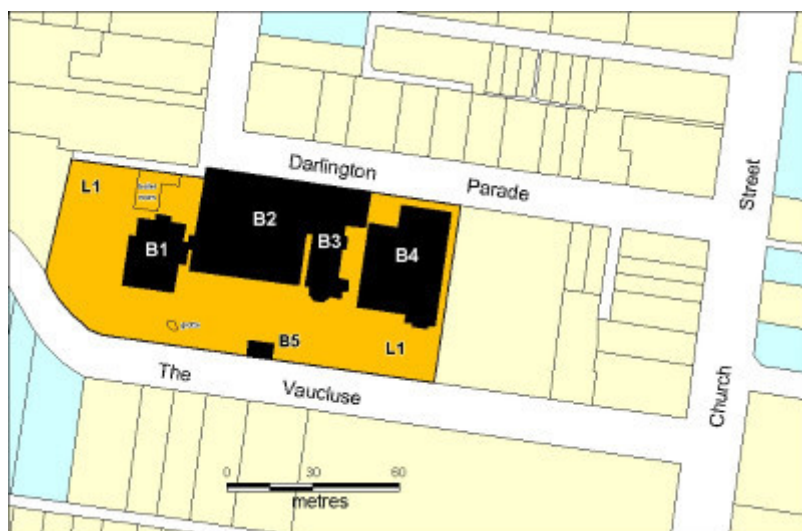 Darlington
Parade
Street
L1
B2
B3
B1
B4
B5
L1
The
Vaucluse
Church
0 30 60
metres